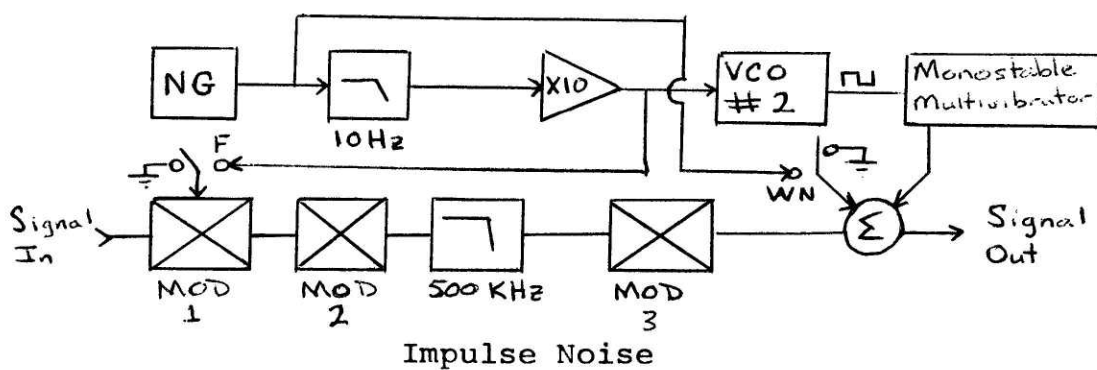 NG
10Hz
X10
VCO
# 2
Monostable
Multivibrator
F
WN
Signal
In
MOD
1
MOD
2
500 KHz
MOD
3
Σ
Signal
Out
Impulse Noise